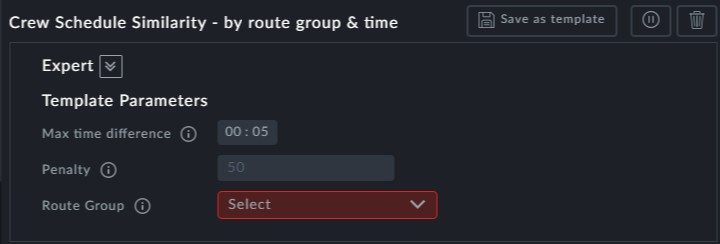 Crew Schedule Similarity - by route group & time
Save as template
Expert
Template Parameters
Max time difference
00 : 05
Penalty
50
Route Group
Select